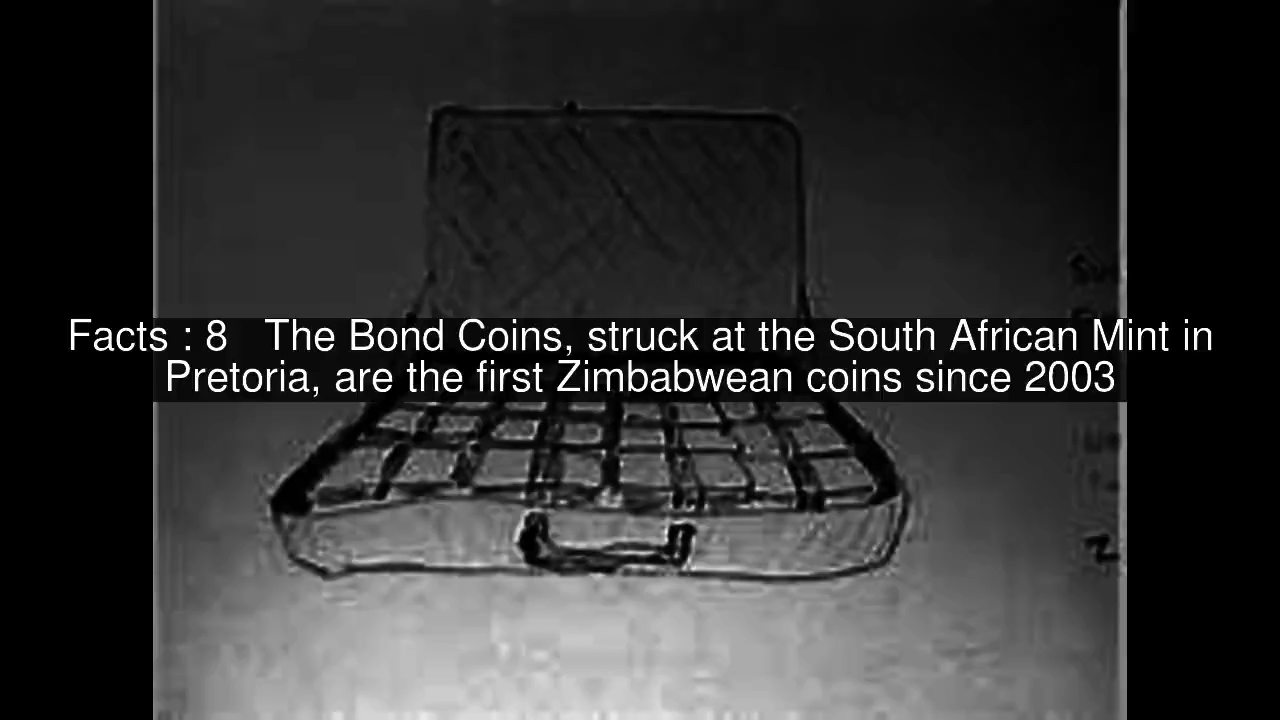 Facts : 8   The Bond Coins, struck at the South African Mint in
Pretoria, are the first Zimbabwean coins since 2003